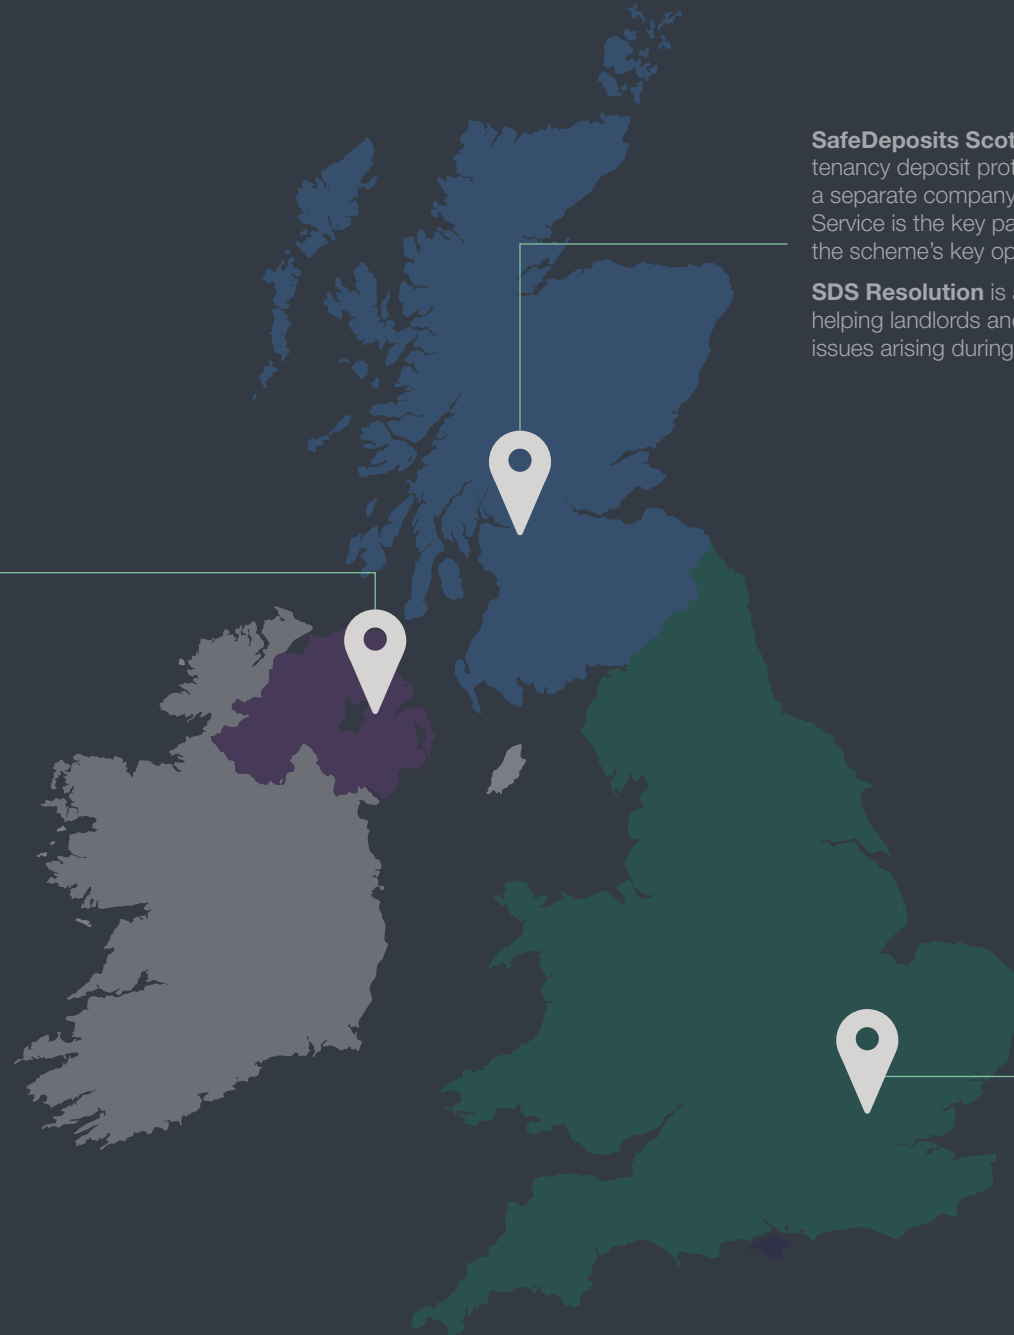 SafeDeposits Scot
tenancy deposit prot
a separate company
Service is the key pa
the scheme's key op
SDS Resolution is a
helping landlords and
issues arising during